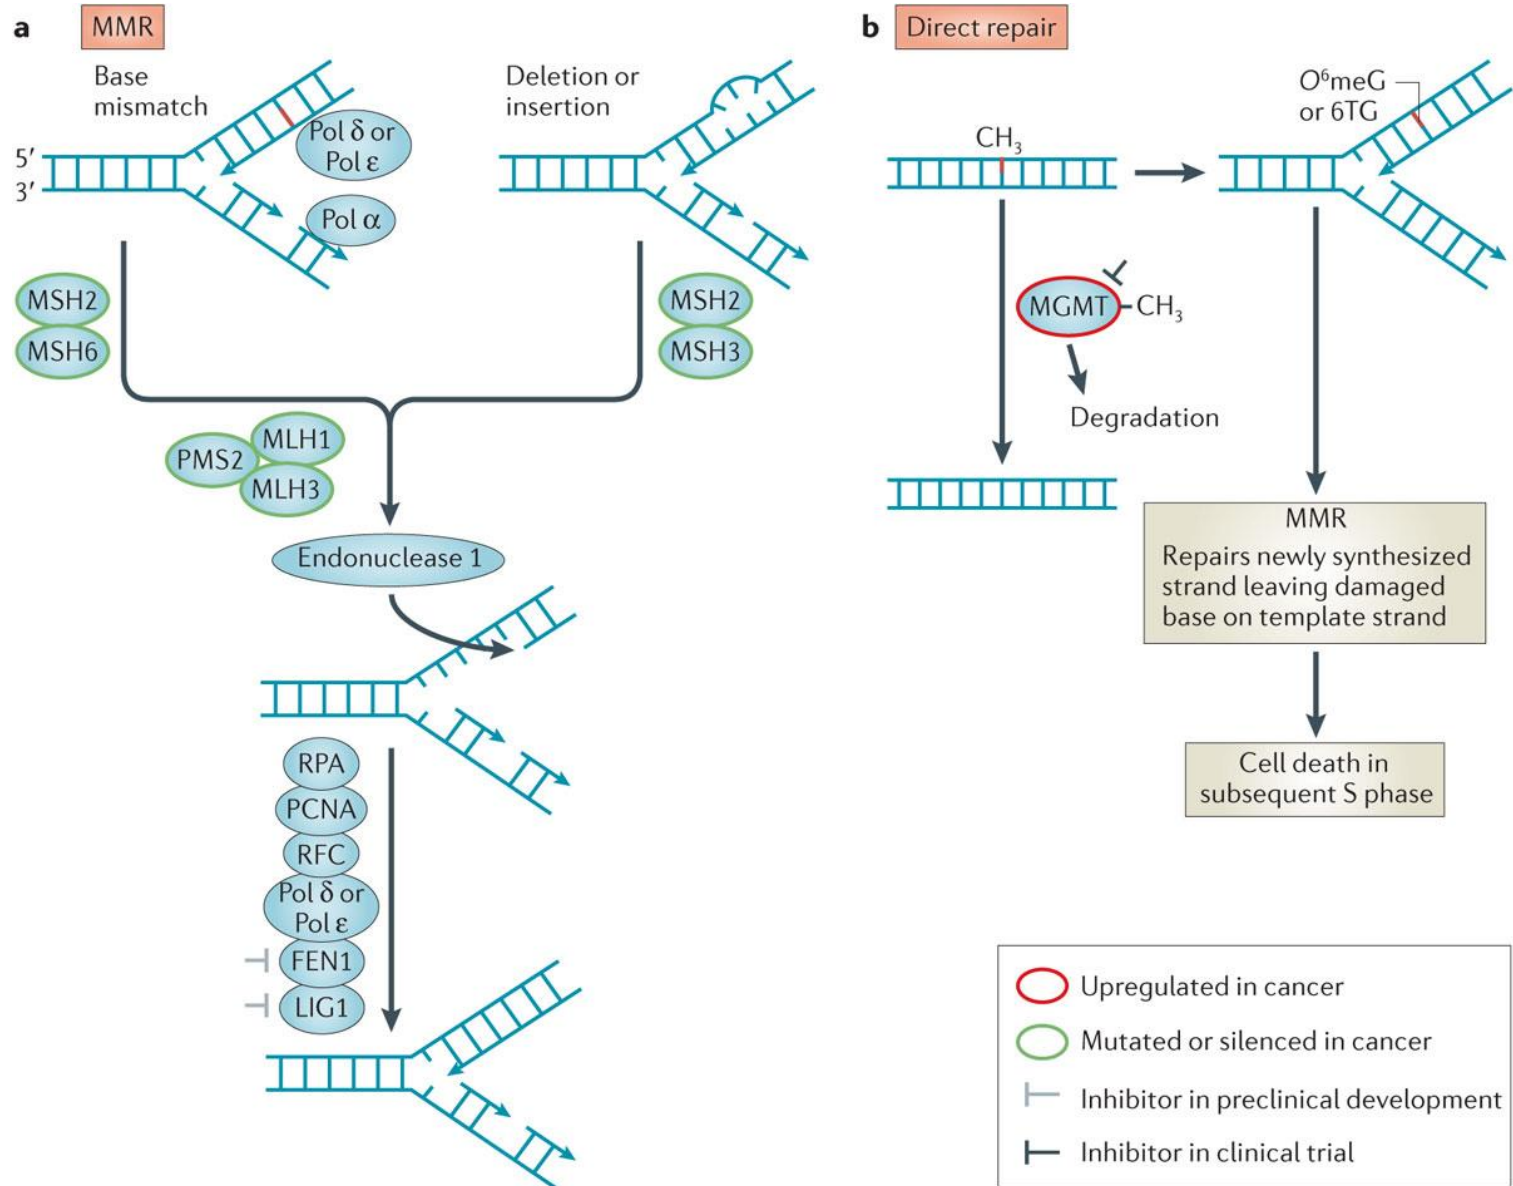 a
MMR
Base
mismatch
Deletion or
insertion
5′
3′
Pol δ or
Pol ε
Pol α
MSH2
MSH6
MSH2
MSH3
MLH1
PMS2
MLH3
Endonuclease 1
RPA
PCNA
RFC
Pol δ or
Pol ε
FEN1
LIG1
b
Direct repair
CH₃
O⁶meG
or 6TG
MGMT
CH₃
Degradation
MMR
Repairs newly synthesized
strand leaving damaged
base on template strand
Cell death in
subsequent S phase
Upregulated in cancer
Mutated or silenced in cancer
Inhibitor in preclinical development
Inhibitor in clinical trial